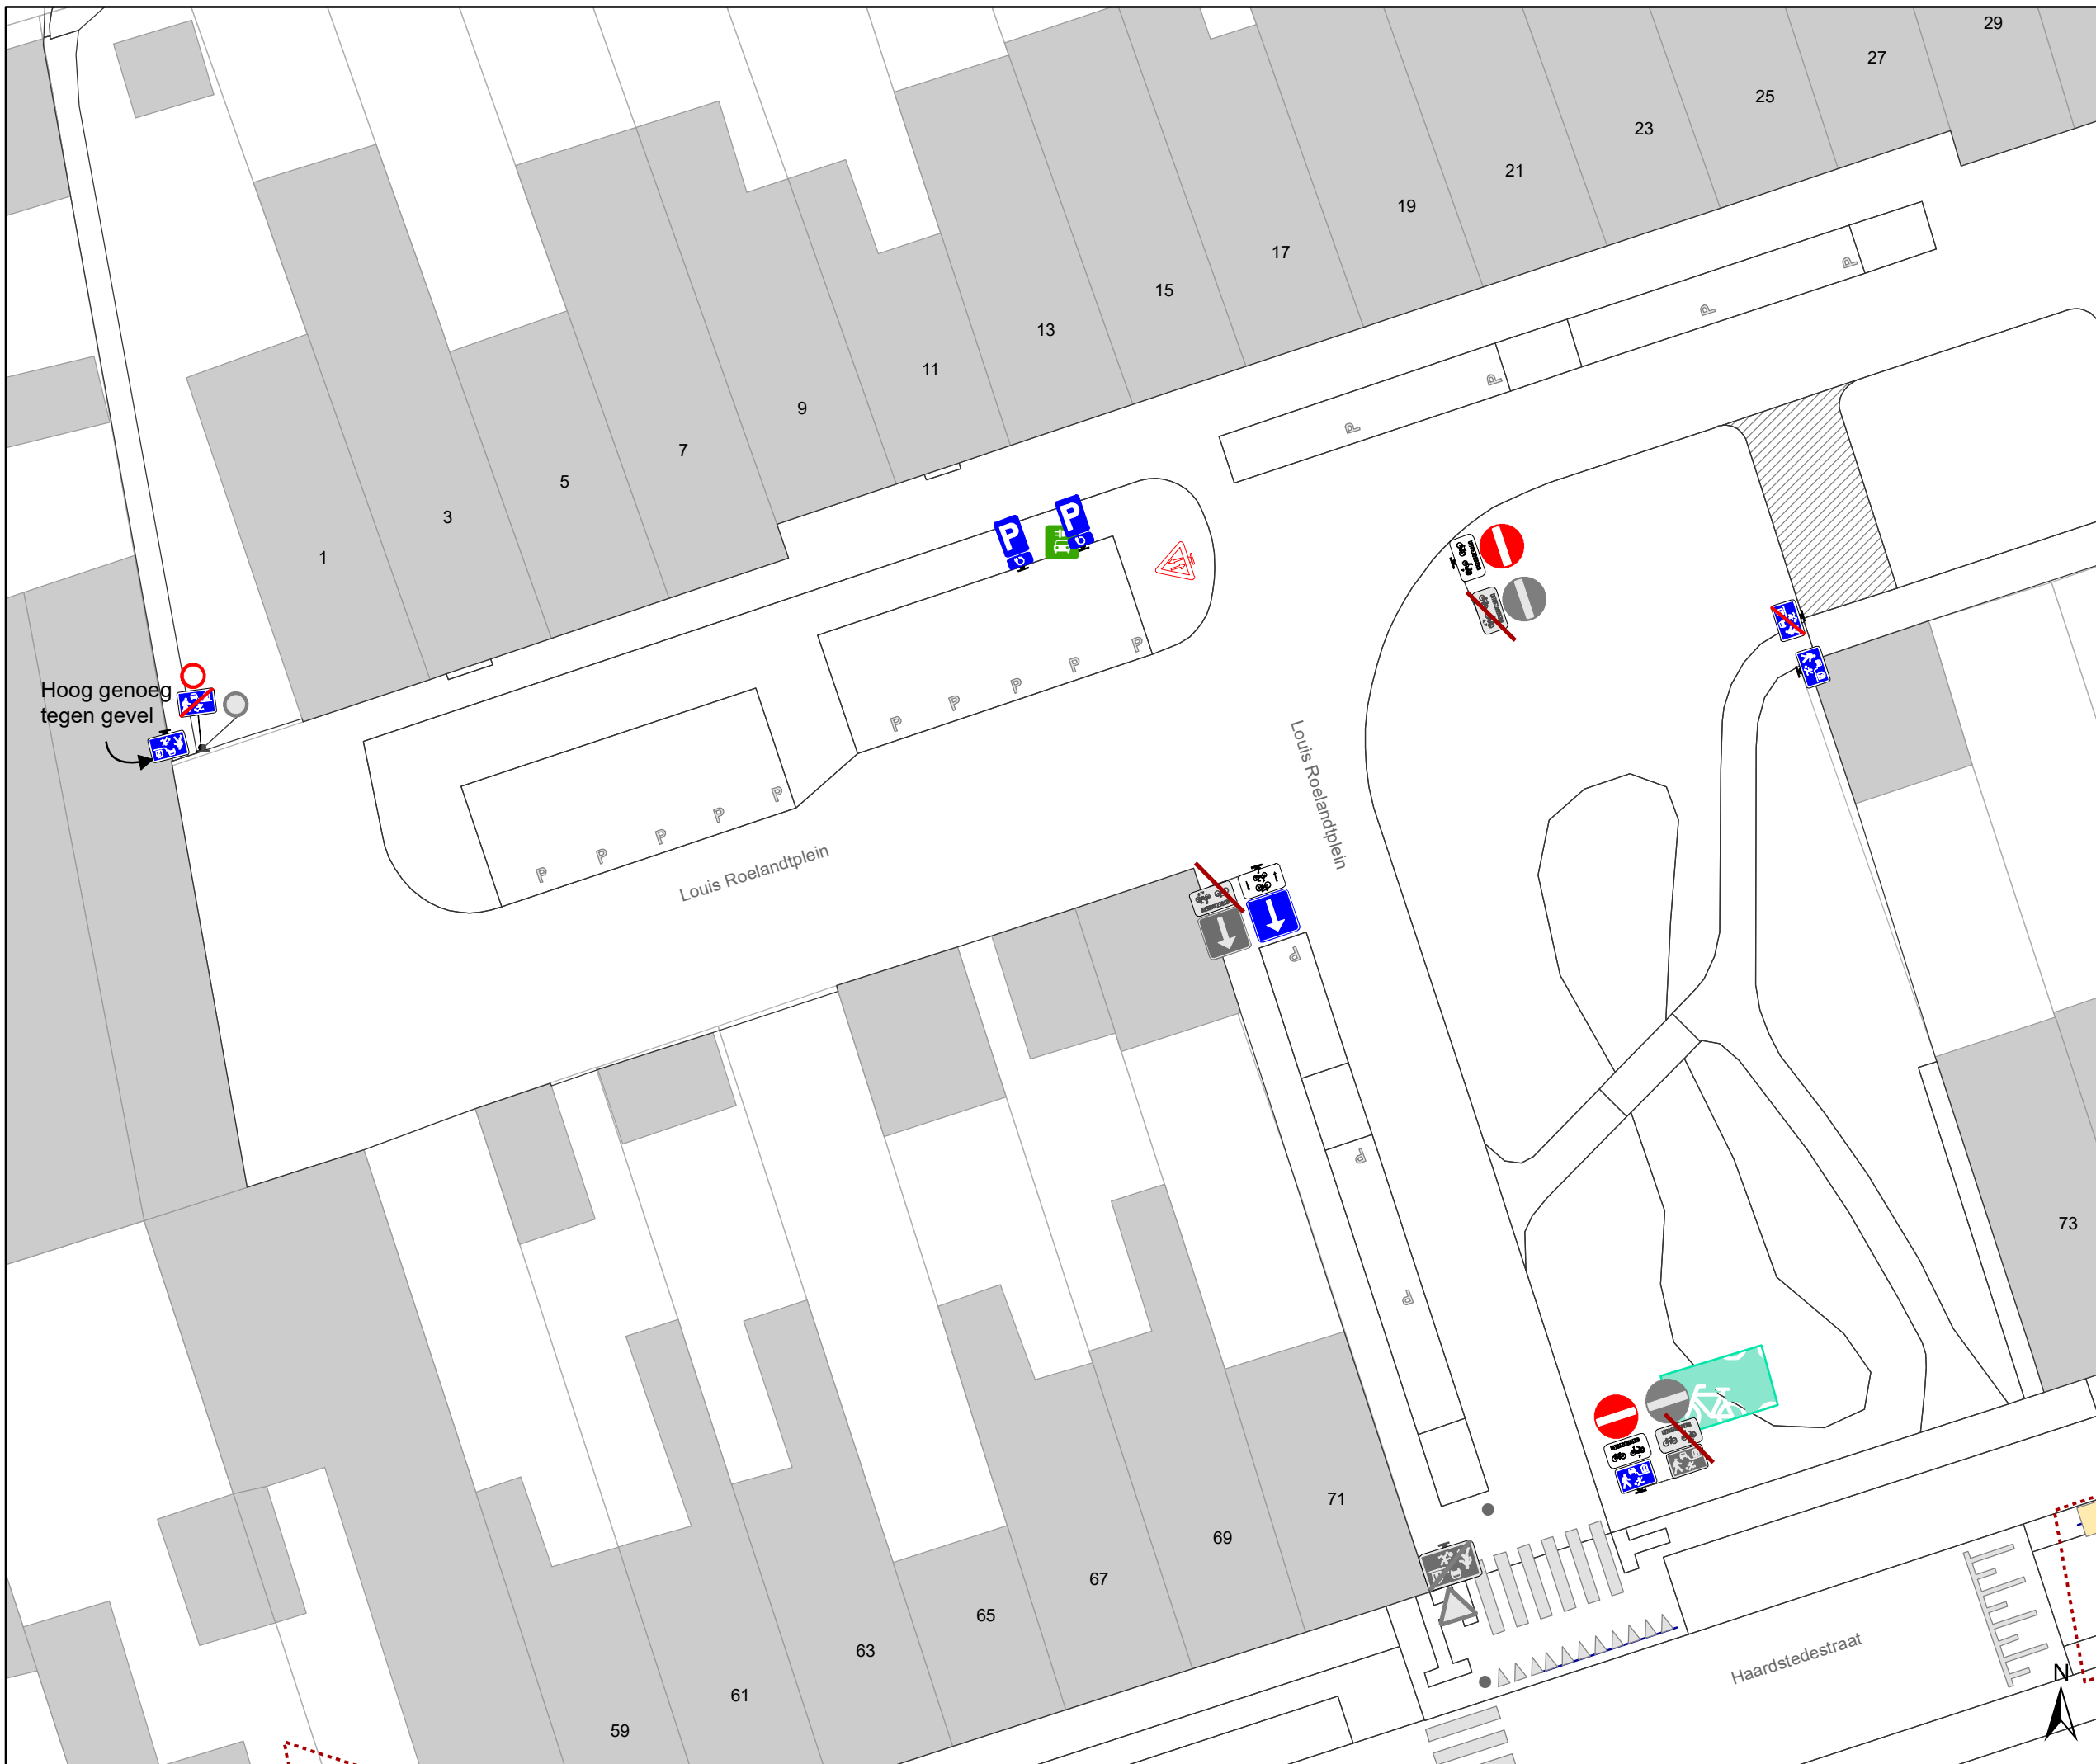 29
27
25
23
21
19
17
15
13
11
9
7
5
3
1
P
P
P
P
P
P
Hoog genoeg
tegen gevel
P
P
P
P
P
P
P
P
P
P
Louis Roelandtplein
Louis Roelandtplein
P
P
P
73
71
69
67
65
63
61
59
Haardstedestraat
N